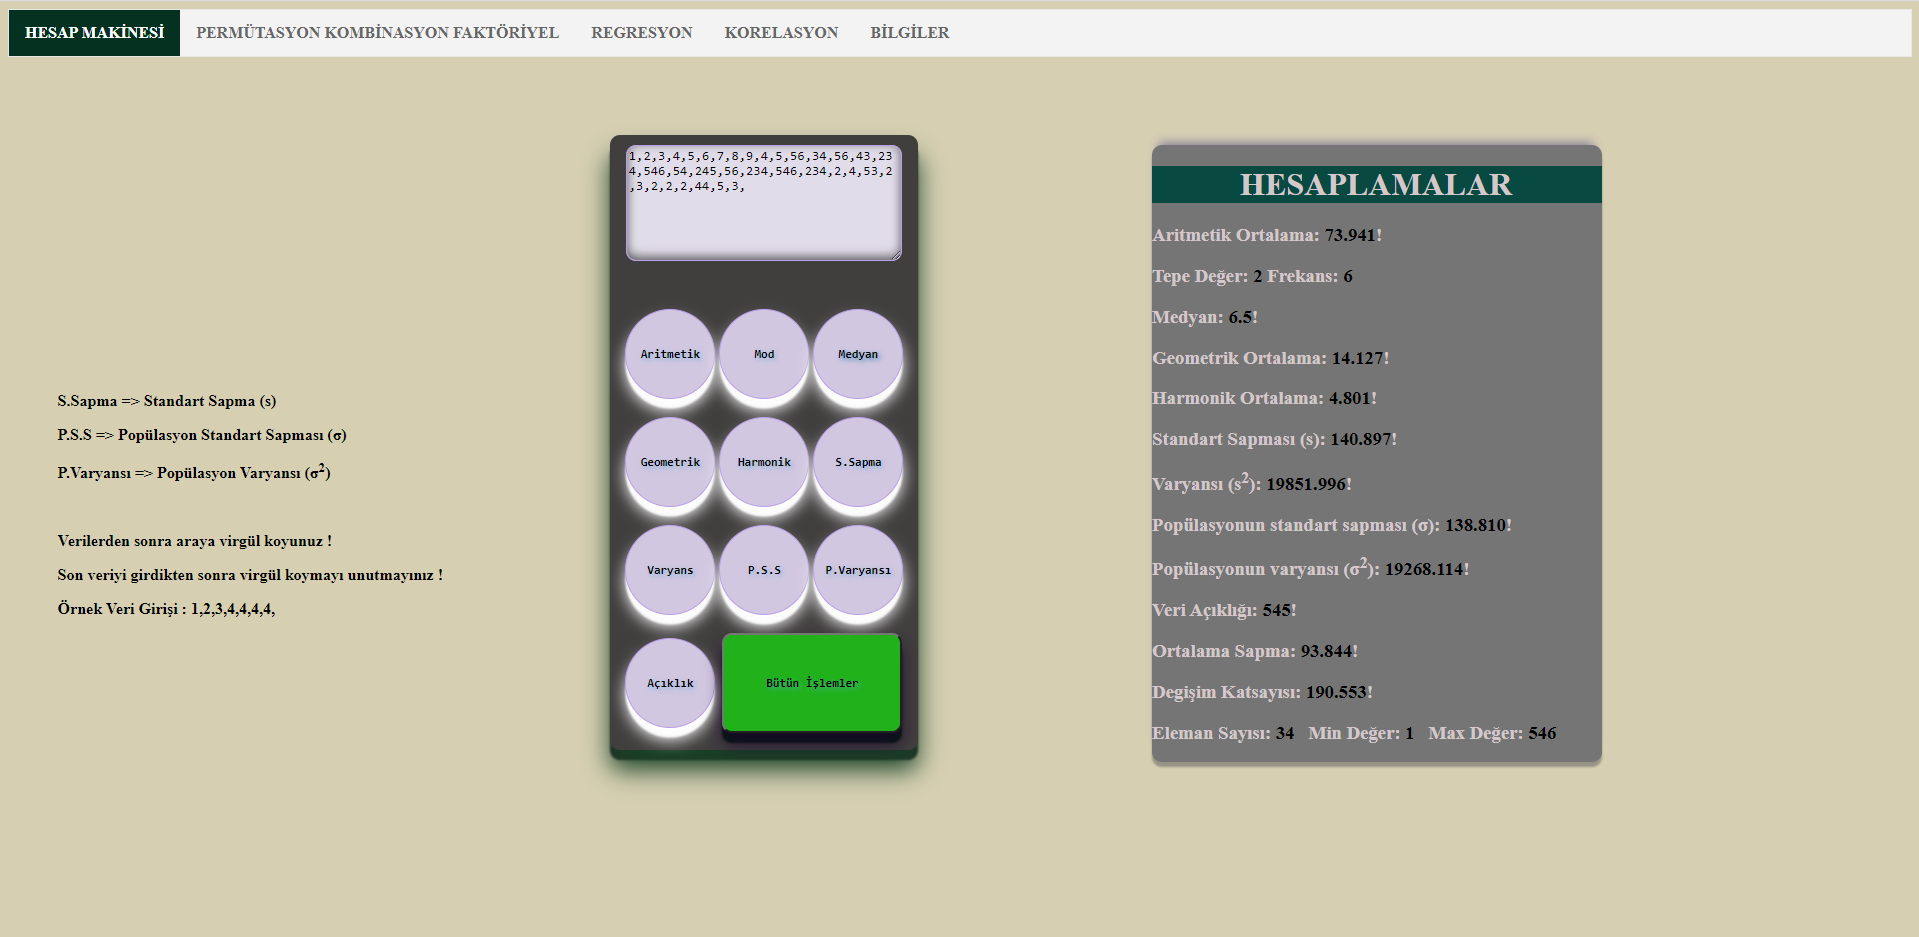 HESAP MAKİNESİ PERMÜTASYON KOMBİNASYON FAKTÖRİYEL REGRESYON KORELASYON BİLGİLER
S.Sapma => Standart Sapma (s)
P.S.S => Popülasyon Standart Sapması (σ)
P.Varyansı => Popülasyon Varyansı (σ²)
Verilerden sonra araya virgül koyunuz !
Son veriyi girdikten sonra virgül koymayı unutmayınız !
Örnek Veri Girişi : 1,2,3,4,4,4,4,
1,2,3,4,5,6,7,8,9,4,5,56,34,56,43,23
4,546,54,245,56,234,546,234,2,4,53,2
,3,2,2,2,44,5,3,
Aritmetik Mod Medyan
Geometrik Harmonik S.Sapma
Varyans P.S.S P.Varyansı
Açıklık Bütün İşlemler
HESAPLAMALAR
Aritmetik Ortalama: 73.941!
Tepe Değer: 2 Frekans: 6
Medyan: 6.5!
Geometrik Ortalama: 14.127!
Harmonik Ortalama: 4.801!
Standart Sapması (s): 140.897!
Varyansı (s²): 19851.996!
Popülasyonun standart sapması (σ): 138.810!
Popülasyonun varyansı (σ²): 19268.114!
Veri Açıklığı: 545!
Ortalama Sapma: 93.844!
Degişim Katsayısı: 190.553!
Eleman Sayısı: 34 Min Değer: 1 Max Değer: 546